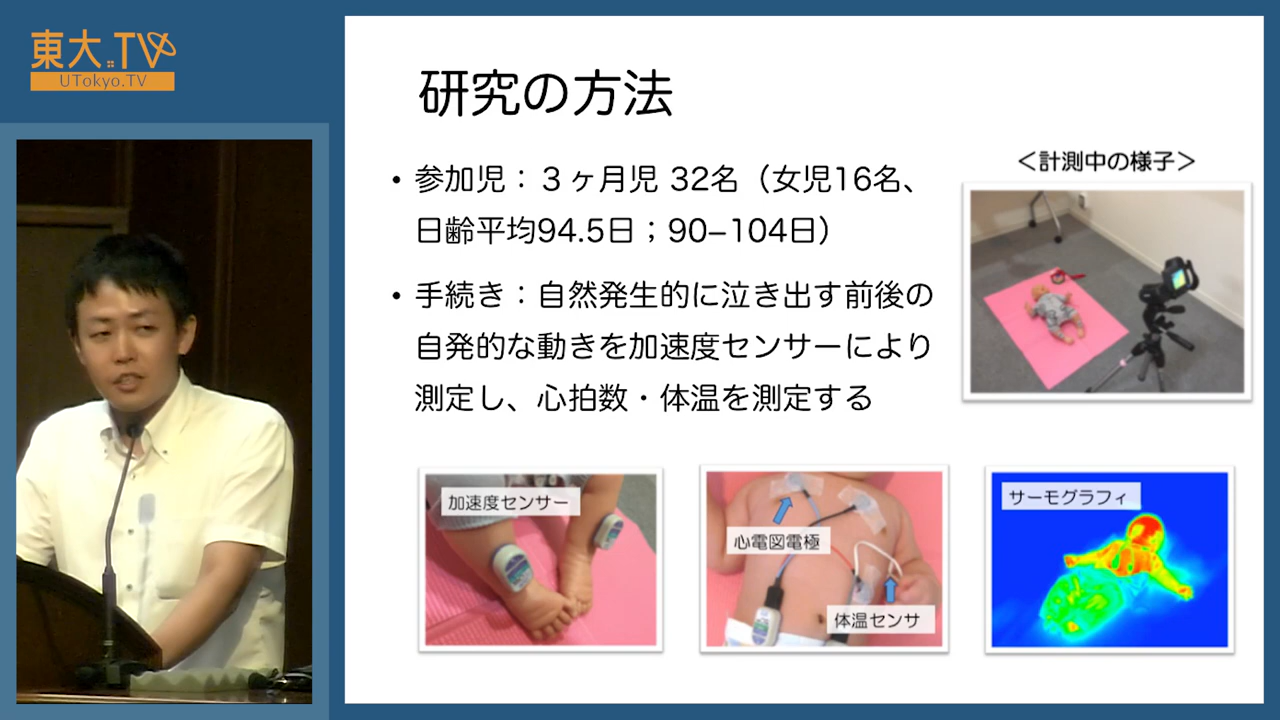 東大.TV
UTokyo.TV
研究の方法
・参加児：３ヶ月児 32名（女児16名、
日齢平均94.5日；90–104日）
・手続き：自然発生的に泣き出す前後の
自発的な動きを加速度センサーにより
測定し、心拍数・体温を測定する
＜計測中の様子＞
加速度センサー
心電図電極
体温センサ
サーモグラフィ